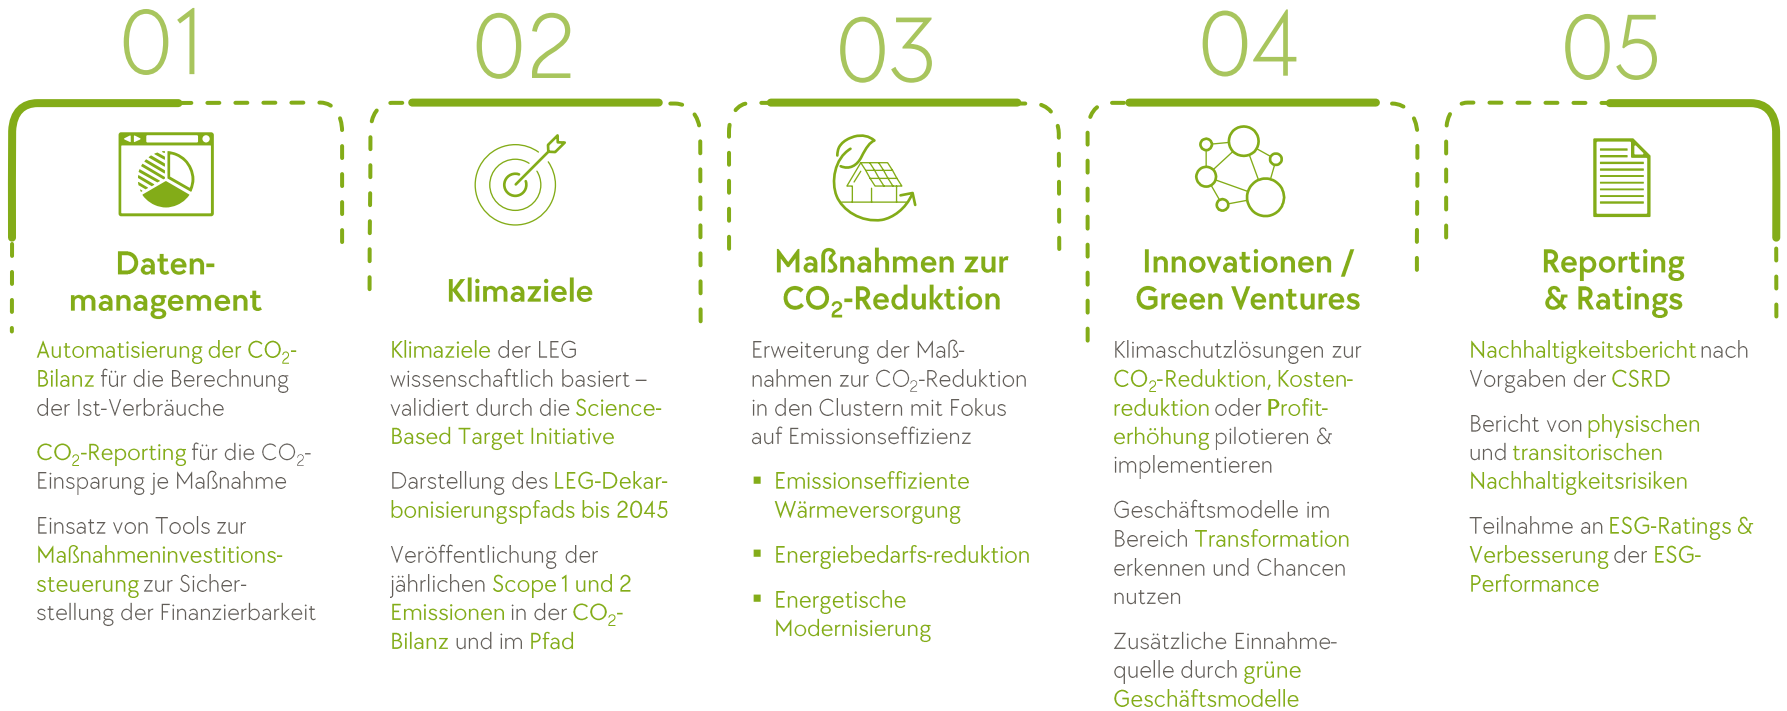 01
Daten-
management
Automatisierung der CO₂-
Bilanz für die Berechnung
der Ist-Verbräuche
CO₂-Reporting für die CO₂-
Einsparung je Maßnahme
Einsatz von Tools zur
Maßnahmeninvestitions-
steuerung zur Sicher-
stellung der Finanzierbarkeit
02
Klimaziele
Klimaziele der LEG
wissenschaftlich basiert –
validiert durch die Science-
Based Target Initiative
Darstellung des LEG-Dekar-
bonisierungspfads bis 2045
Veröffentlichung der
jährlichen Scope 1 und 2
Emissionen in der CO₂-
Bilanz und im Pfad
03
Maßnahmen zur
CO₂-Reduktion
Erweiterung der Maß-
nahmen zur CO₂-Reduktion
in den Clustern mit Fokus
auf Emissionseffizienz
▪ Emissionseffiziente
Wärmeversorgung
▪ Energiebedarfs-reduktion
▪ Energetische
Modernisierung
04
Innovationen /
Green Ventures
Klimaschutzlösungen zur
CO₂-Reduktion, Kosten-
reduktion oder Profit-
erhöhung pilotieren &
implementieren
Geschäftsmodelle im
Bereich Transformation
erkennen und Chancen
nutzen
Zusätzliche Einnahme-
quelle durch grüne
Geschäftsmodelle
05
Reporting
& Ratings
Nachhaltigkeitsbericht nach
Vorgaben der CSRD
Bericht von physischen
und transitorischen
Nachhaltigkeitsrisiken
Teilnahme an ESG-Ratings &
Verbesserung der ESG-
Performance